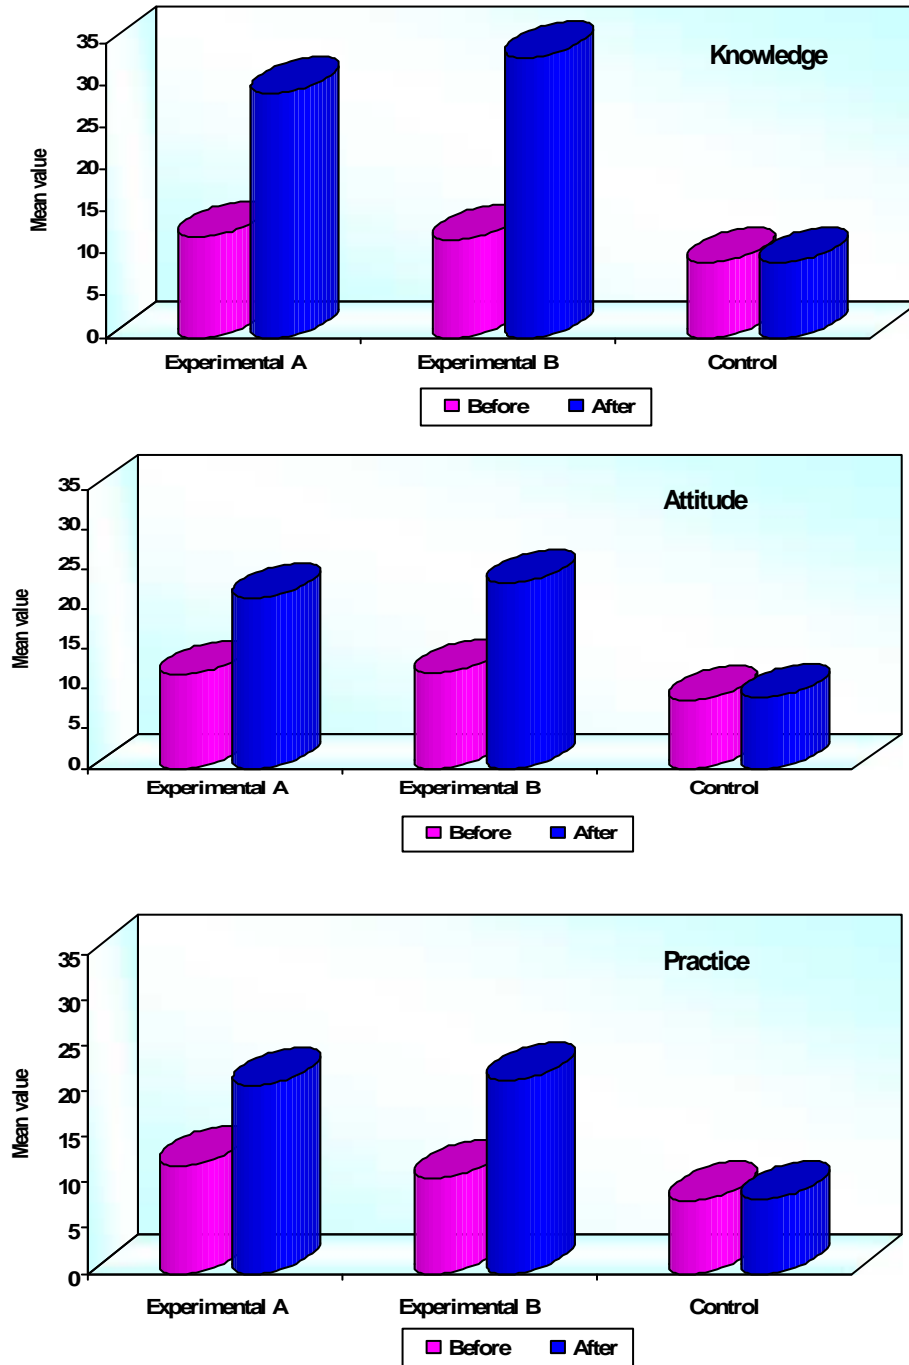 Knowledge
Mean value
35
30
25
20
15
10
5
0
Experimental A Experimental B Control
Before After
Attitude
Mean value
35
30
25
20
15
10
5
0
Experimental A Experimental B Control
Before After
Practice
Mean value
35
30
25
20
15
10
5
0
Experimental A Experimental B Control
Before After